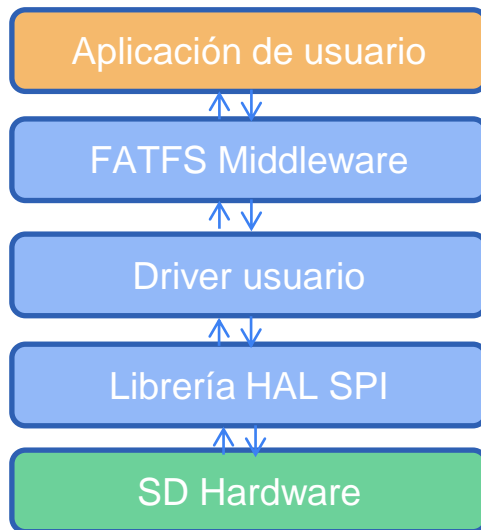 Aplicación de usuario
FATFS Middleware
Driver usuario
Librería HAL SPI
SD Hardware